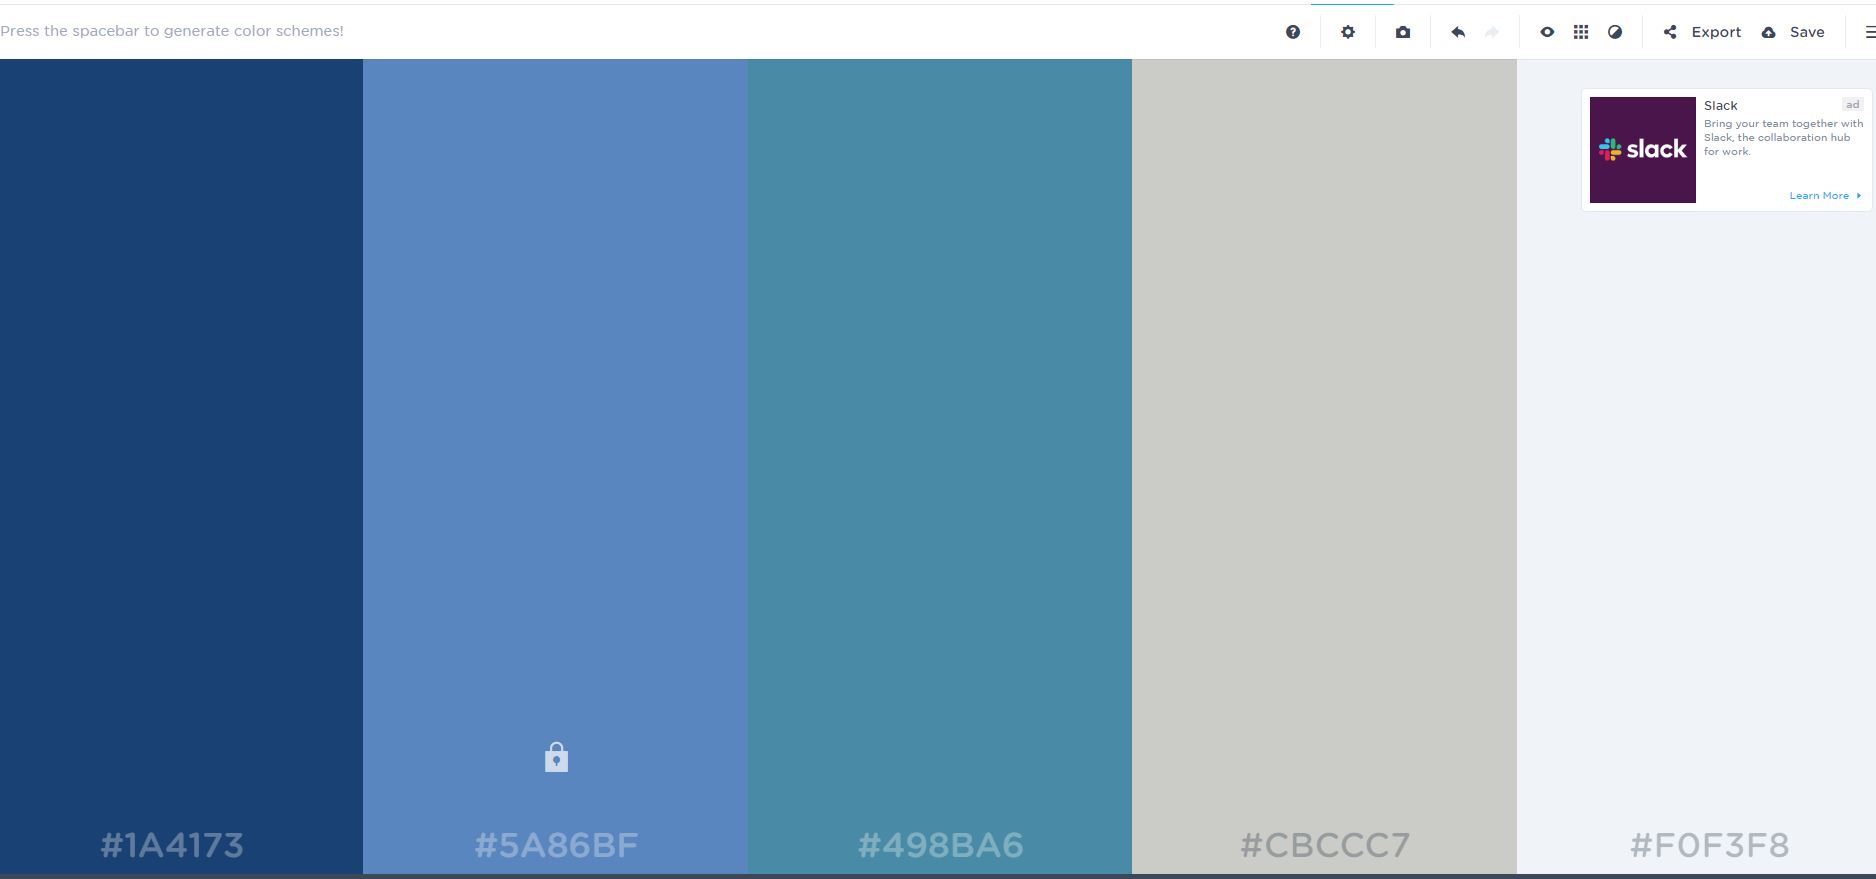 Press the spacebar to generate color schemes!
Export
Save
Slack
ad
Bring your team together with
Slack, the collaboration hub
for work.
slack
Learn More
#1A4173
#5A86BF
#498BA6
#CBCCC7
#F0F3F8